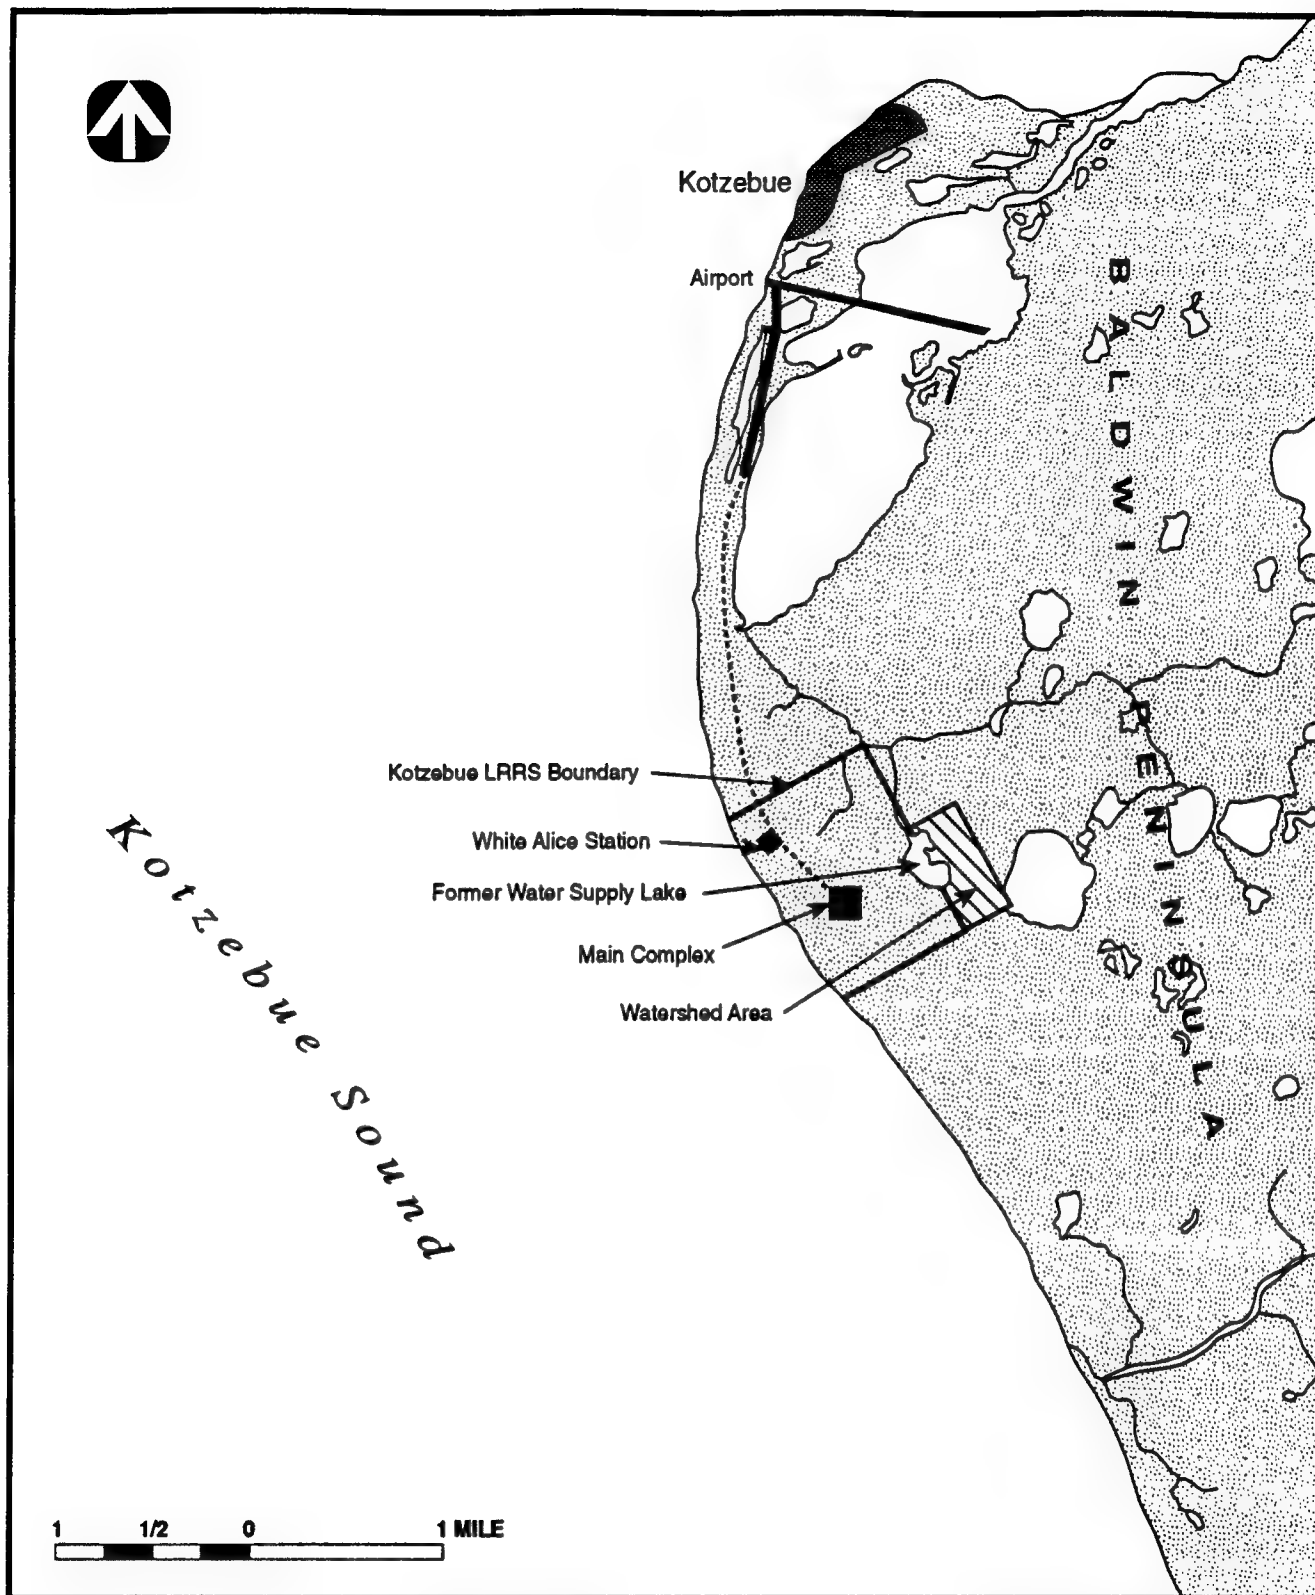 Kotzebue
Airport
BALDWIN PENINSULA
Kotzebue LRRS Boundary
White Alice Station
Former Water Supply Lake
Main Complex
Watershed Area
Kotzebue Sound
1 1/2 0 1 MILE